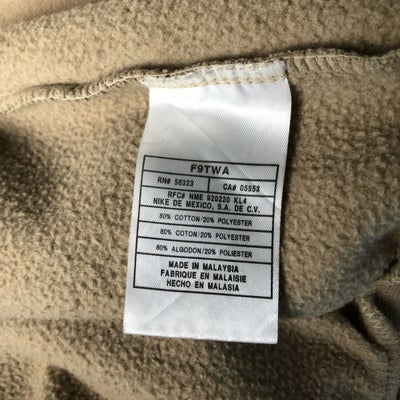 F9TWA
RN# 56323 CA# 05553
RFC# NME 920220 KL4
NIKE DE MEXICO, S.A. DE C.V.
80% COTTON/20% POLYESTER
80% COTON/20% POLYESTER
80% ALGODON/20% POLIESTER
MADE IN MALAYSIA
FABRIQUE EN MALAISIE
HECHO EN MALASIA